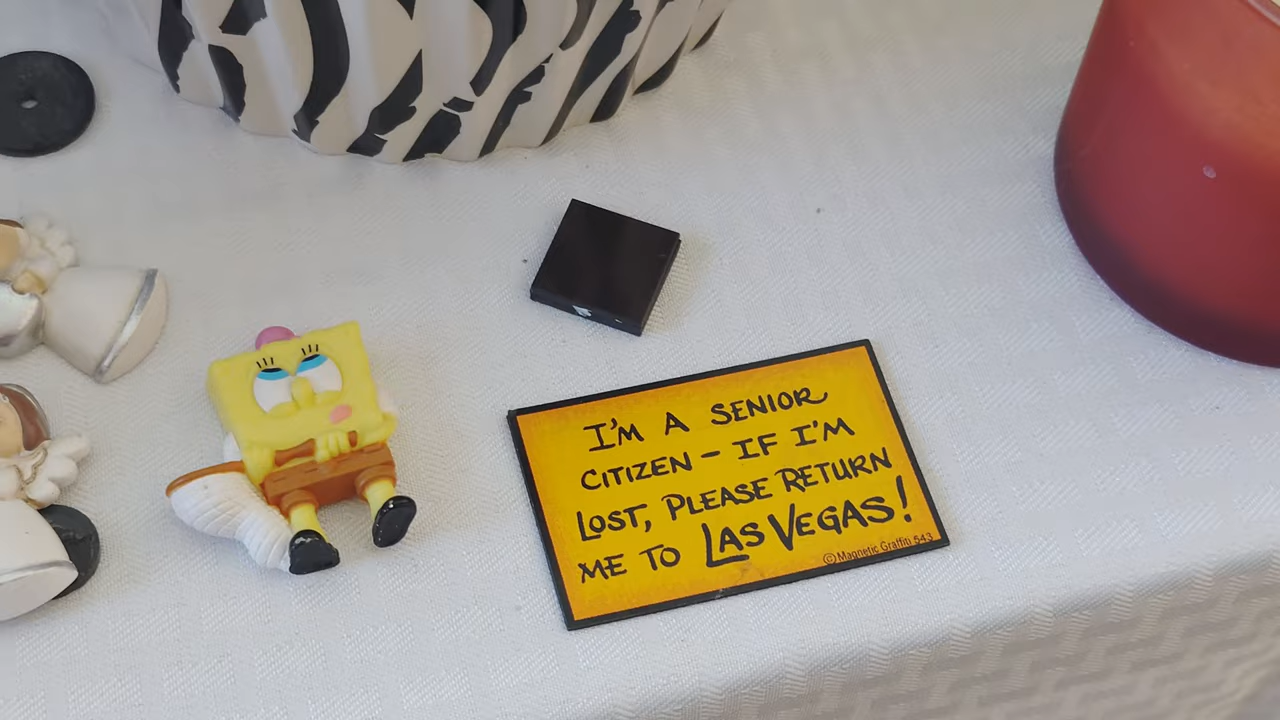 I'M A SENIOR
CITIZEN - IF I'M
LOST, PLEASE RETURN
ME TO LAS VEGAS!
© Magnetic Graffiti 543